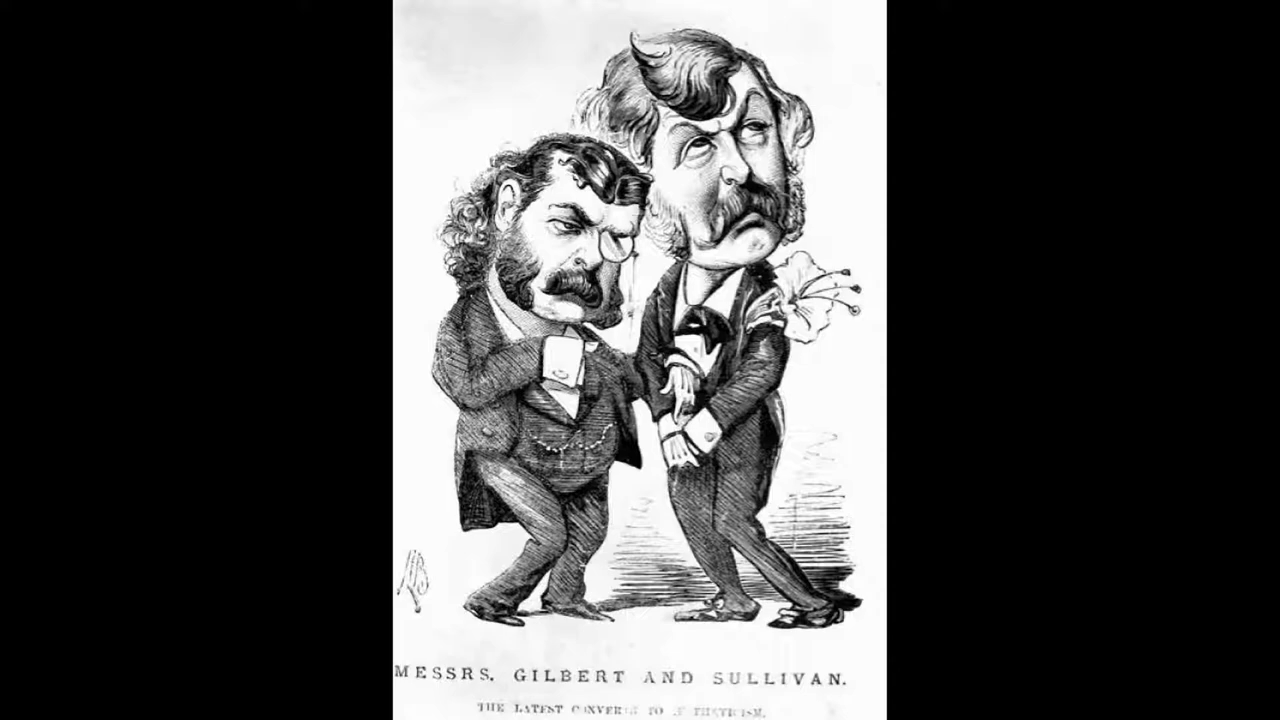 MESSRS. GILBERT AND SULLIVAN.
THE LATEST TO